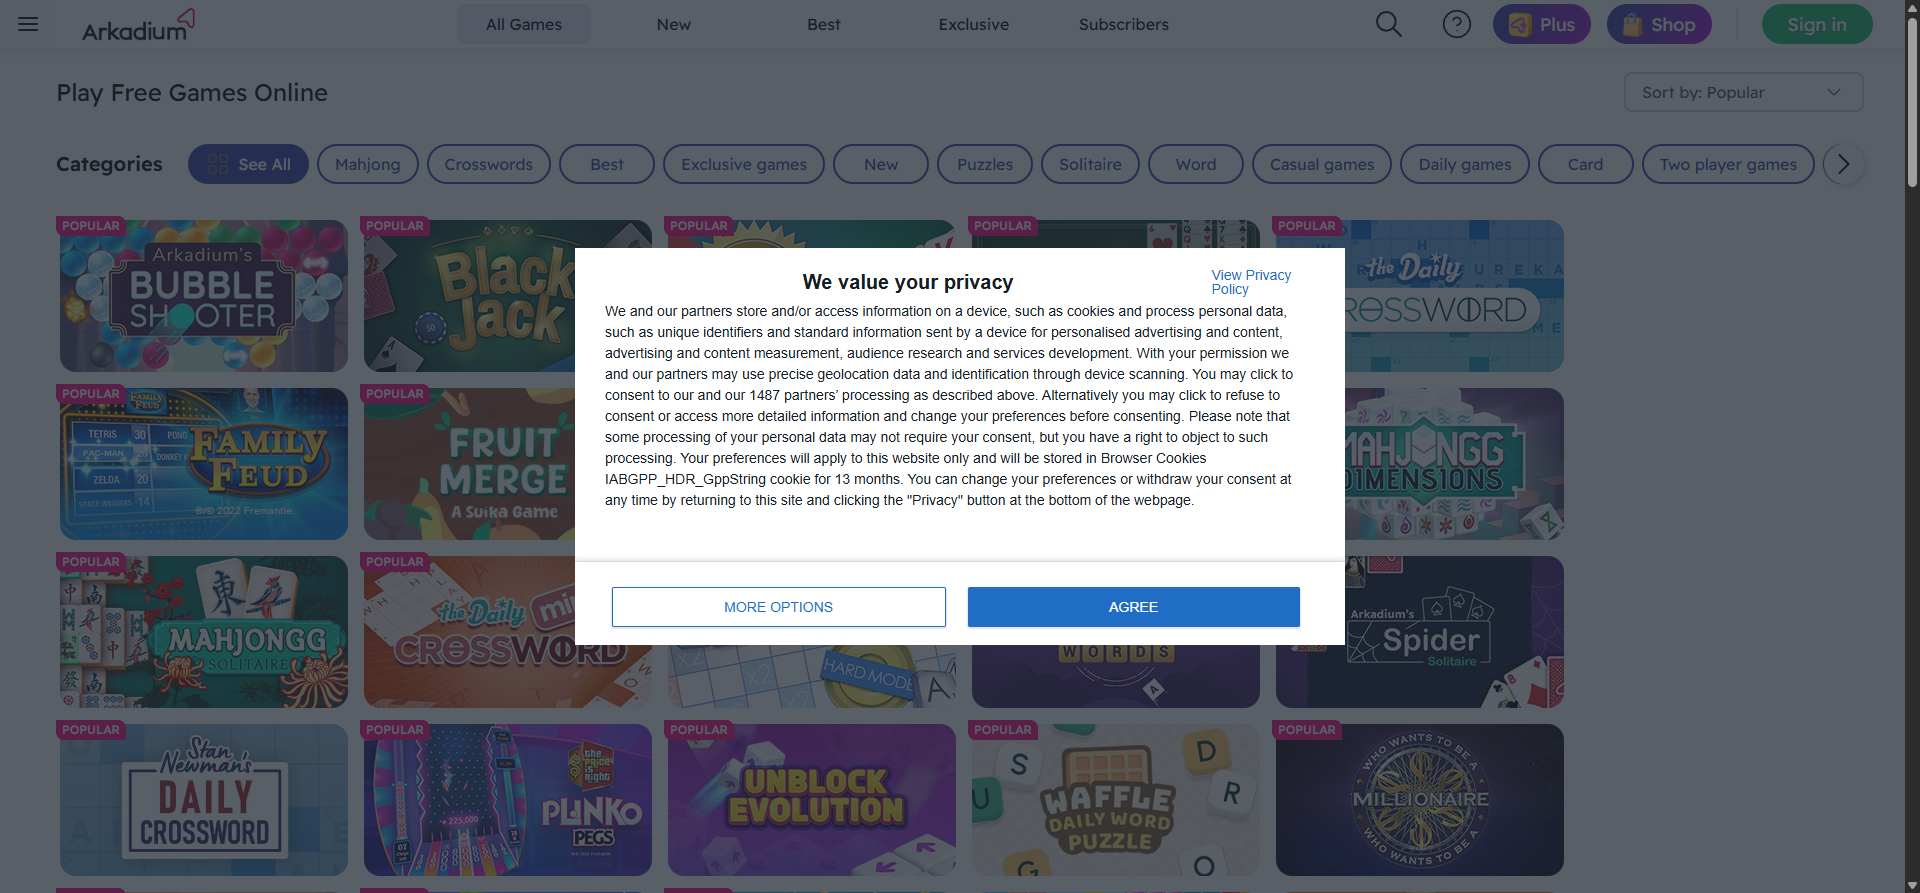 Arkadium
All Games
New
Best
Exclusive
Subscribers
Plus
Shop
Sign in
Play Free Games Online
Sort by: Popular
Categories
See All
Mahjong
Crosswords
Best
Exclusive games
New
Puzzles
Solitaire
Word
Casual games
Daily games
Card
Two player games
POPULAR
POPULAR
POPULAR
POPULAR
POPULAR
Arkadium's
BUBBLE
SHOOTER
Black
Jack
50
the Daily
CROSSWORD
EUREKA
We value your privacy
View Privacy
Policy
We and our partners store and/or access information on a device, such as cookies and process personal data,
such as unique identifiers and standard information sent by a device for personalised advertising and content,
advertising and content measurement, audience research and services development. With your permission we
and our partners may use precise geolocation data and identification through device scanning. You may click to
consent to our and our 1487 partners’ processing as described above. Alternatively you may click to refuse to
consent or access more detailed information and change your preferences before consenting. Please note that
some processing of your personal data may not require your consent, but you have a right to object to such
processing. Your preferences will apply to this website only and will be stored in Browser Cookies
IABGPP_HDR_GppString cookie for 13 months. You can change your preferences or withdraw your consent at
any time by returning to this site and clicking the "Privacy" button at the bottom of the webpage.
MORE OPTIONS
AGREE
POPULAR
POPULAR
FAMILY
FEUD
TETRIS 30
PONG
PAC-MAN
DONKEY K
ZELDA 20
SPACE INVADERS 14
FAMILY
FEUD
®/© 2022 Fremantle.
FRUIT
MERGE
A Suika Game
MAHJONGG
DIMENSIONS
POPULAR
POPULAR
MAHJONGG
SOLITAIRE
the Daily mini
CROSSWORD
HARD MODE
WORDS
A
Arkadium's
Spider
Solitaire
POPULAR
POPULAR
POPULAR
POPULAR
POPULAR
Stan
Newman's
DAILY
CROSSWORD
the
PRICE
is
Right
225,000
PLINKO
PEGS
UNBLOCK
EVOLUTION
S
D
U
R
G
O
WAFFLE
DAILY WORD
PUZZLE
WHO WANTS TO BE A
MILLIONAIRE
WHO WANTS TO BE A